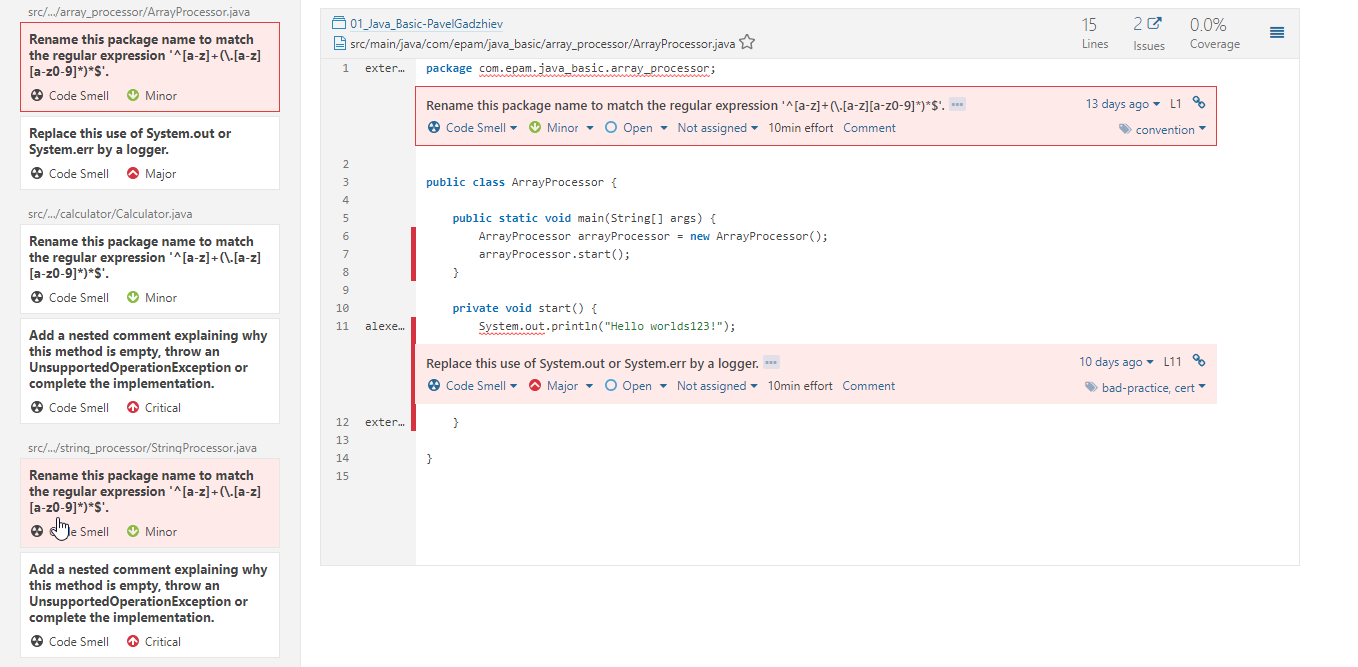 src/.../array_processor/ArrayProcessor.java
Rename this package name to match
the regular expression '^[a-z]+(\.[a-z]
[a-z0-9]*)*$'.
Code Smell Minor
Replace this use of System.out or
System.err by a logger.
Code Smell Major
src/.../calculator/Calculator.java
Rename this package name to match
the regular expression '^[a-z]+(\.[a-z]
[a-z0-9]*)*$'.
Code Smell Minor
Add a nested comment explaining why
this method is empty, throw an
UnsupportedOperationException or
complete the implementation.
Code Smell Critical
src/.../string_processor/StringProcessor.java
Rename this package name to match
the regular expression '^[a-z]+(\.[a-z]
[a-z0-9]*)*$'.
Code Smell Minor
Add a nested comment explaining why
this method is empty, throw an
UnsupportedOperationException or
complete the implementation.
Code Smell Critical
01_Java_Basic-PavelGadzhiev
src/main/java/com/epam/java_basic/array_processor/ArrayProcessor.java
15 2 0.0%
Lines Issues Coverage
1 exter... package com.epam.java_basic.array_processor;
Rename this package name to match the regular expression '^[a-z]+(\.[a-z][a-z0-9]*)*$'. ... 13 days ago L1
Code Smell Minor Open Not assigned 10min effort Comment convention
2
3 public class ArrayProcessor {
4
5 public static void main(String[] args) {
6 ArrayProcessor arrayProcessor = new ArrayProcessor();
7 arrayProcessor.start();
8 }
9
10 private void start() {
11 alexe... System.out.println("Hello worlds123!");
Replace this use of System.out or System.err by a logger. ... 10 days ago L11
Code Smell Major Open Not assigned 10min effort Comment bad-practice, cert
12 exter... }
13
14 }
15